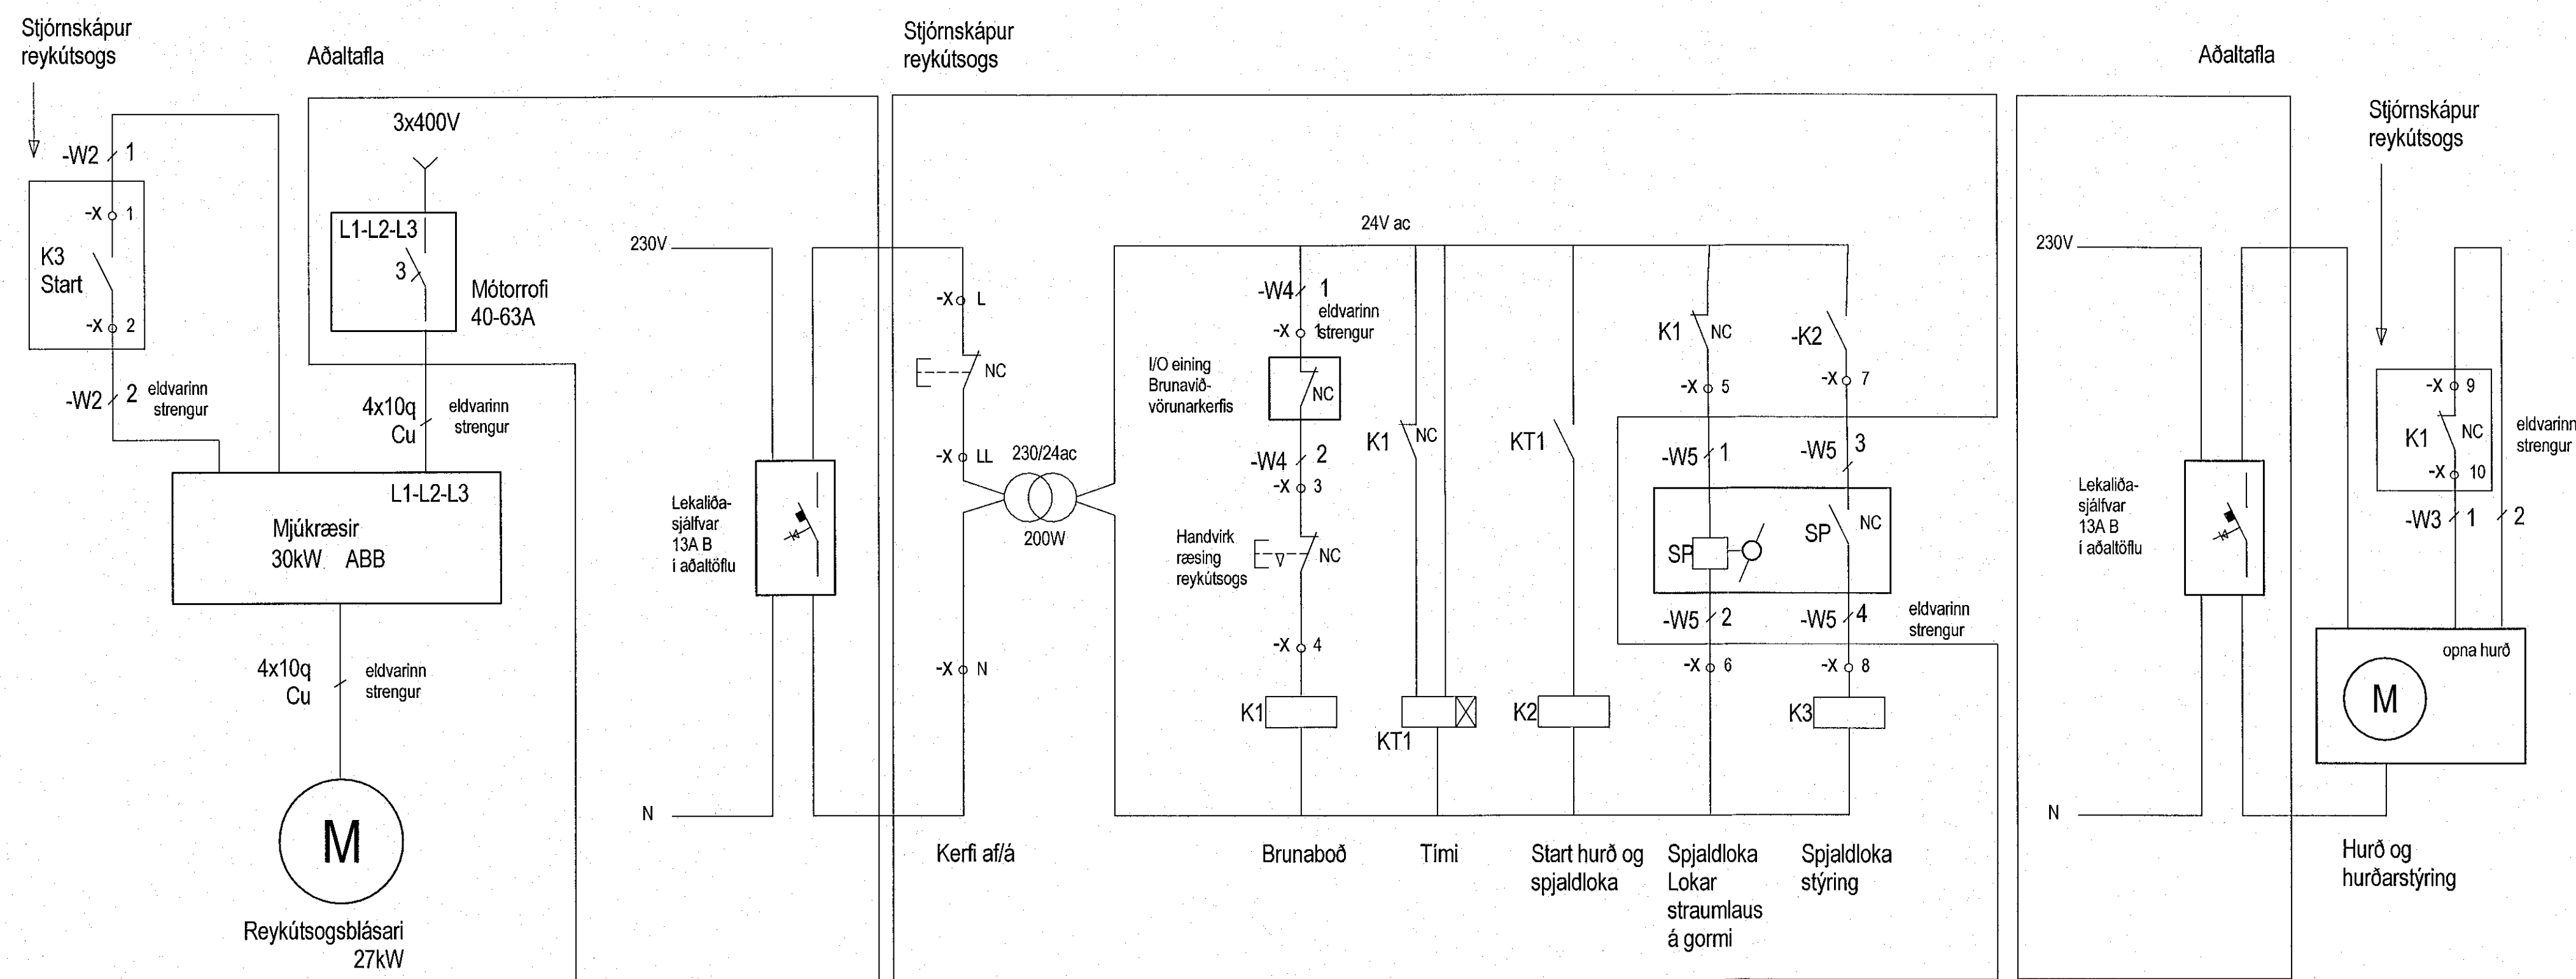 Stjórnskápur
reykútsogs
-W2 1
-X 1
K3
Start
-X 2
-W2 2
eldvarinn
strengur
Aðaltafla
3x400V
L1-L2-L3
3
Mótorrofi
40-63A
4x10q
Cu
eldvarinn
strengur
L1-L2-L3
Mjúkræsir
30kW ABB
4x10q
Cu
eldvarinn
strengur
M
Reykútsogsblásari
27kW
230V
Lekaliða-
sjálfvar
13A B
í aðaltöflu
N
Stjórnskápur
reykútsogs
-X L
NC
-X LL
230/24ac
200W
-X N
Kerfi af/á
24V ac
-W4 1
eldvarinn
strengur
-X 1
I/O eining
Brunavið-
vörunarkerfis
NC
-W4 2
-X 3
Handvirk
ræsing
reykútsogs
NC
-X 4
K1
Brunaboð
K1 NC
KT1
Tími
KT1
K2
Start hurð og
spjaldloka
K1 NC
-X 5
-W5 1
SP
-W5 2
-X 6
Spjaldloka
Lokar
straumlaus
á gormi
-K2
-X 7
-W5 3
SP NC
-W5 4
eldvarinn
strengur
-X 8
K3
Spjaldloka
stýring
Aðaltafla
230V
Lekaliða-
sjálfvar
13A B
í aðaltöflu
N
Stjórnskápur
reykútsogs
-X 9
K1 NC
-X 10
eldvarinn
strengur
-W3 1 2
opna hurð
M
Hurð og
hurðarstýring